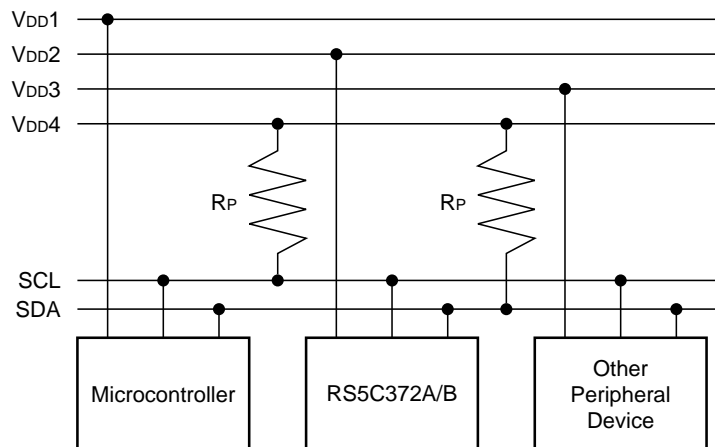 VDD1
VDD2
VDD3
VDD4
RP
RP
SCL
SDA
Microcontroller
RS5C372A/B
Other
Peripheral
Device